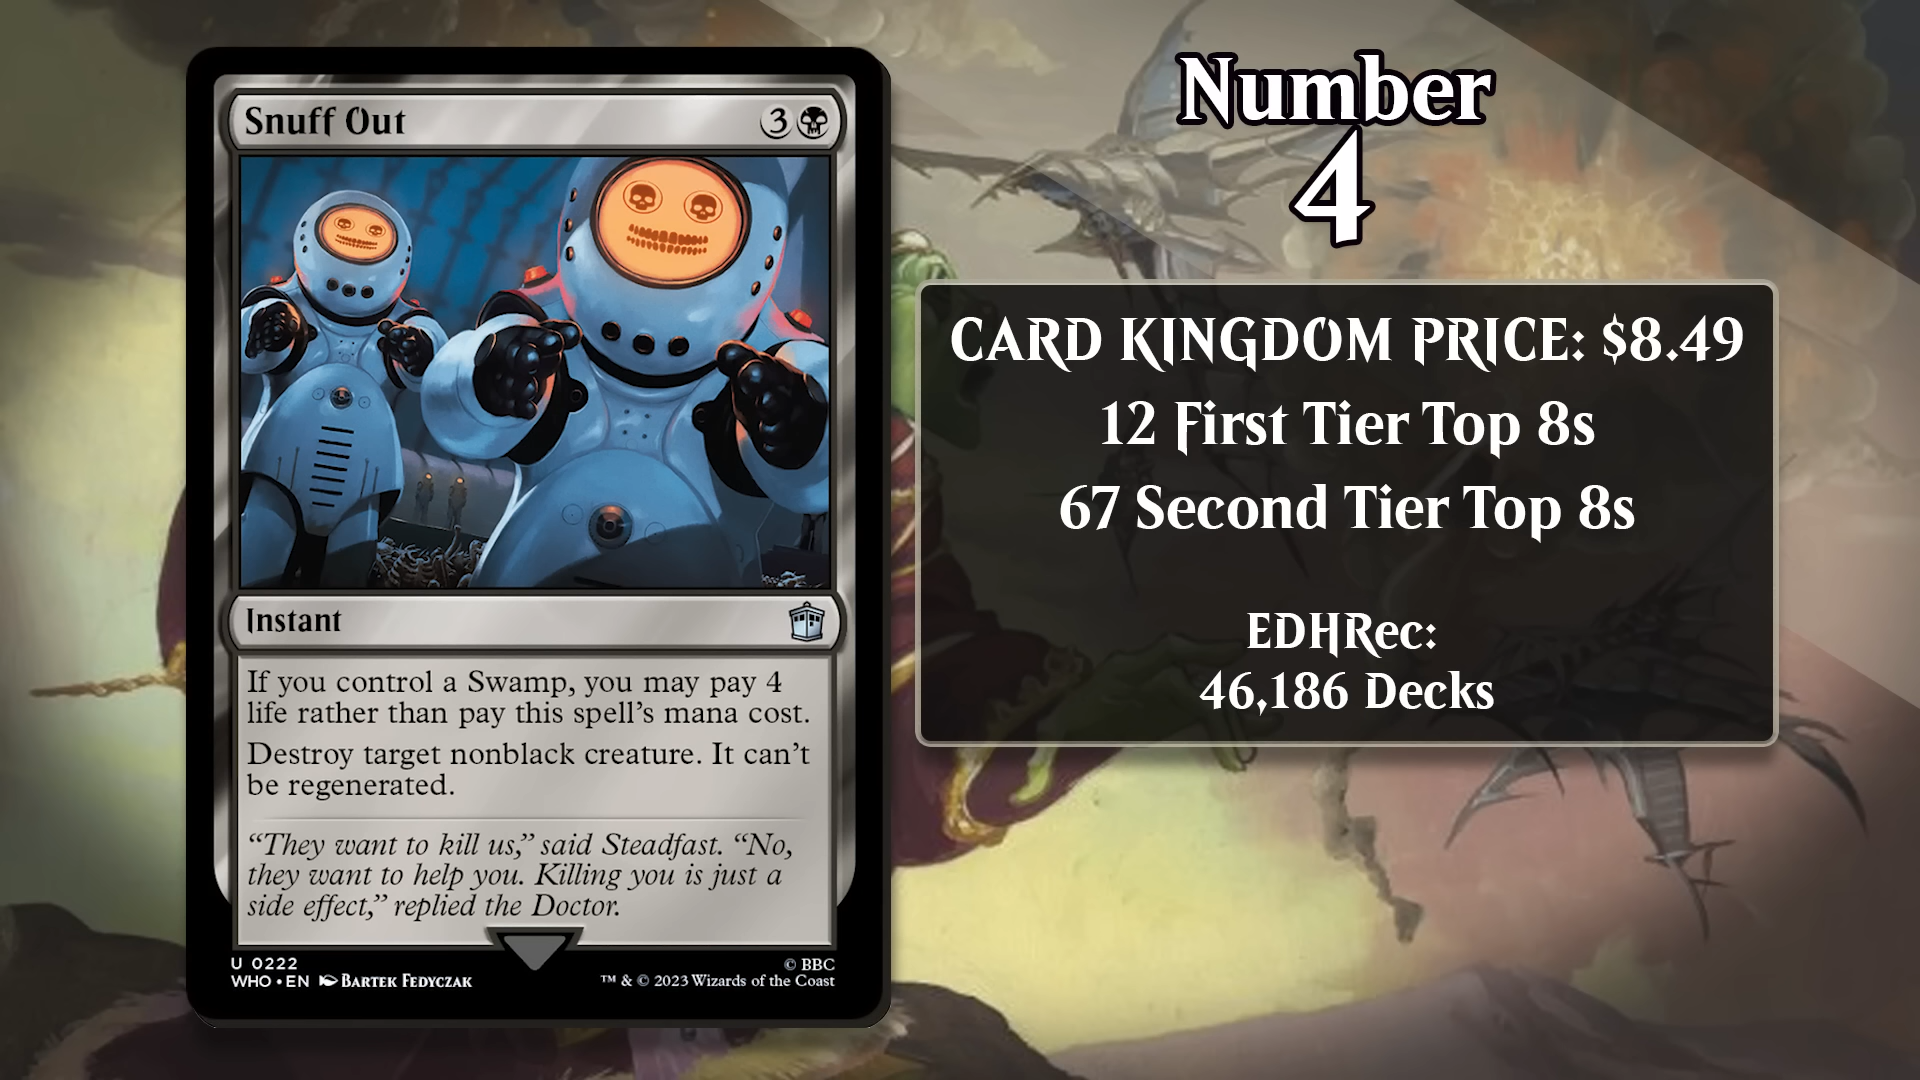 Snuff Out
3
Instant
If you control a Swamp, you may pay 4
life rather than pay this spell's mana cost.
Destroy target nonblack creature. It can't
be regenerated.
“They want to kill us,” said Steadfast. “No,
they want to help you. Killing you is just a
side effect,” replied the Doctor.
U 0222
WHO • EN Bartek Fedyczak
© BBC
™ & © 2023 Wizards of the Coast
Number
4
CARD KINGDOM PRICE: $8.49
12 First Tier Top 8s
67 Second Tier Top 8s
EDHRec:
46,186 Decks